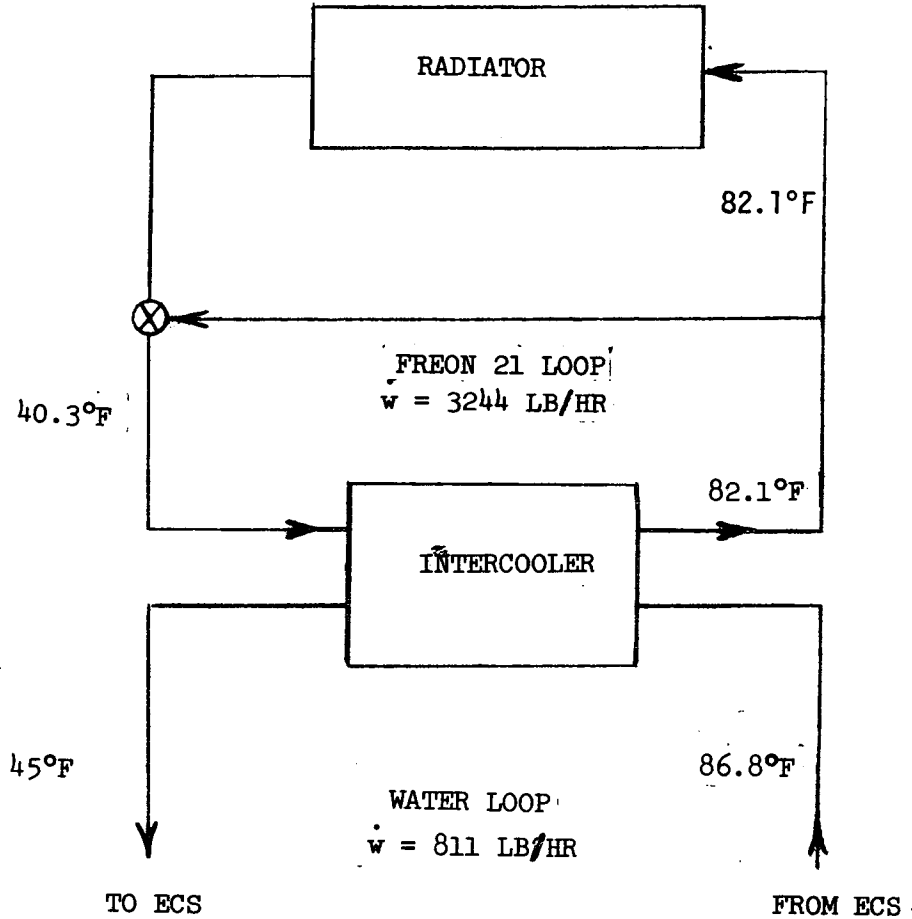 RADIATOR
82.1°F
FREON 21 LOOP
ẇ = 3244 LB/HR
40.3°F
82.1°F
INTERCOOLER
45°F
86.8°F
WATER LOOP
ẇ = 811 LB/HR
TO ECS
FROM ECS